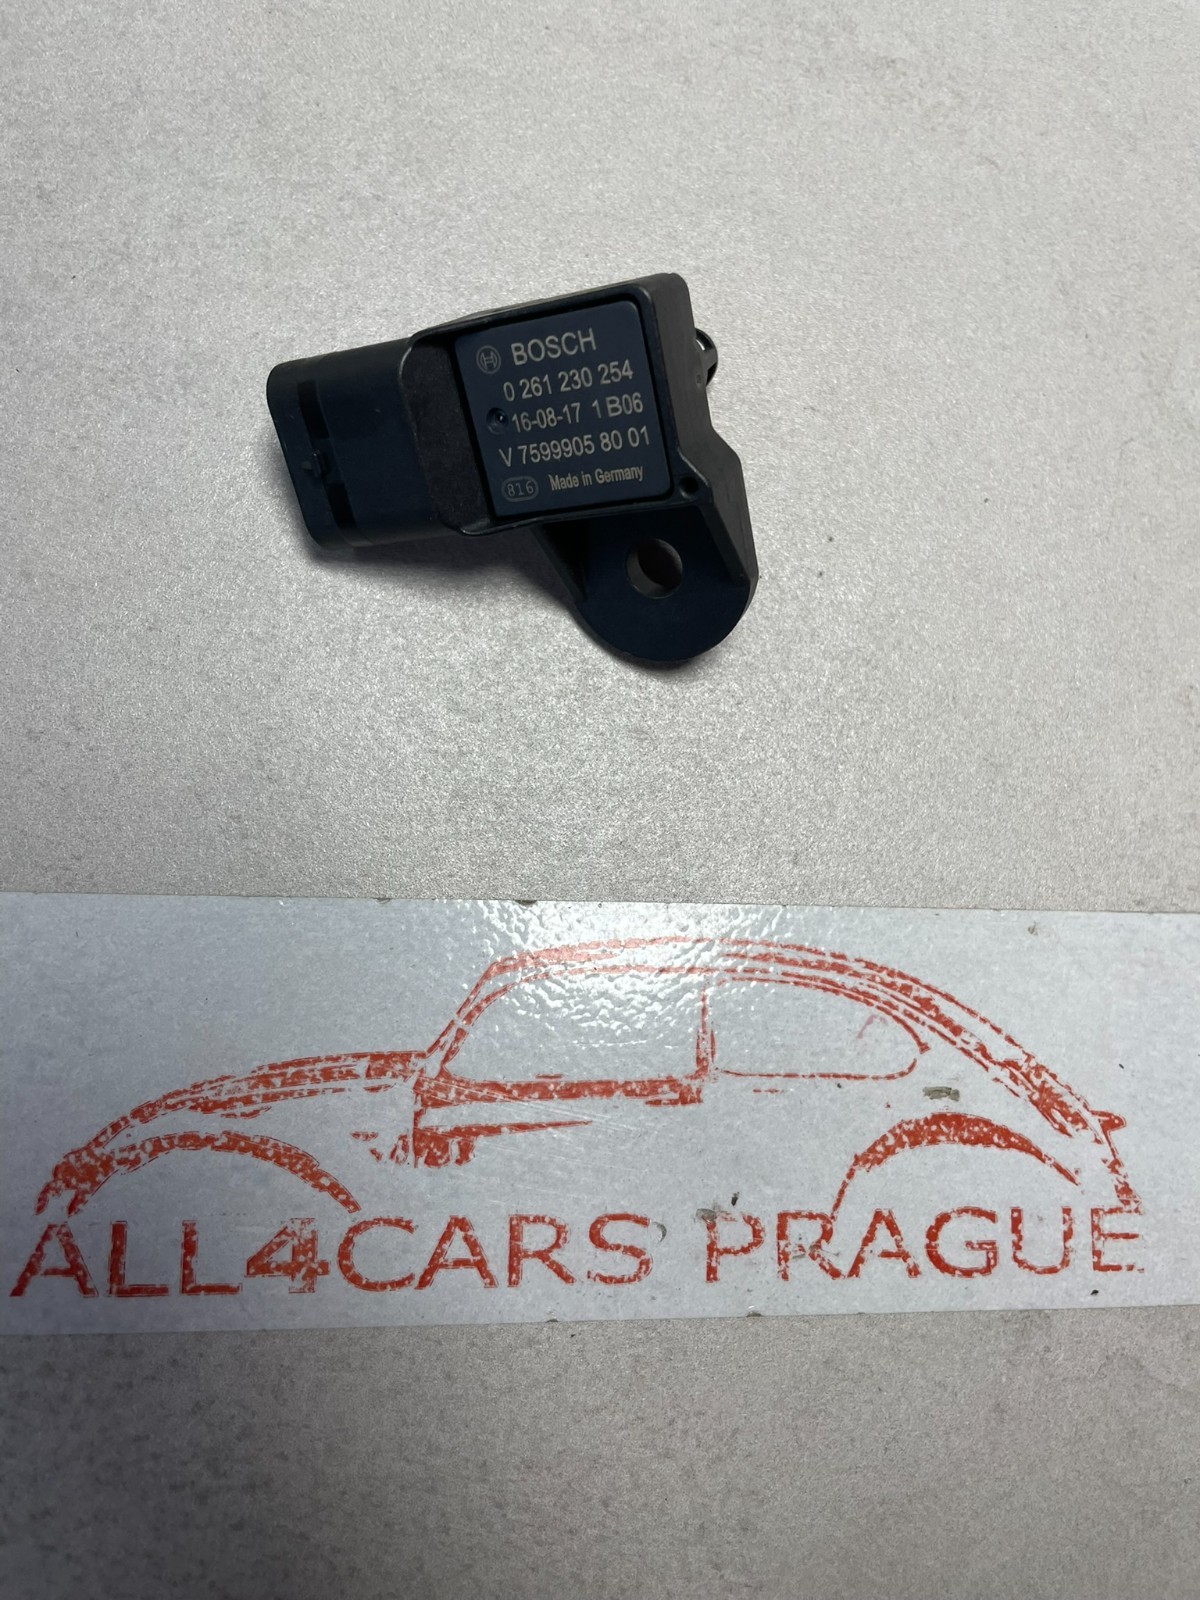 BOSCH
0 261 230 254
16-08-17 1 B06
V 7599905 80 01
816 Made in Germany
ALL4CARS PRAGUE